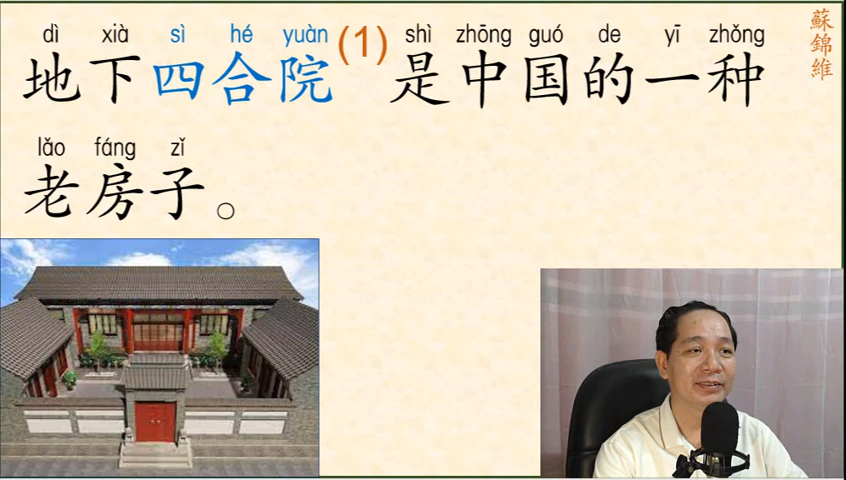 dì xià sì hé yuàn shì zhōng guó de yī zhǒng
地下四合院(1)是中国的一种
lǎo fáng zǐ
老房子。
蘇錦維